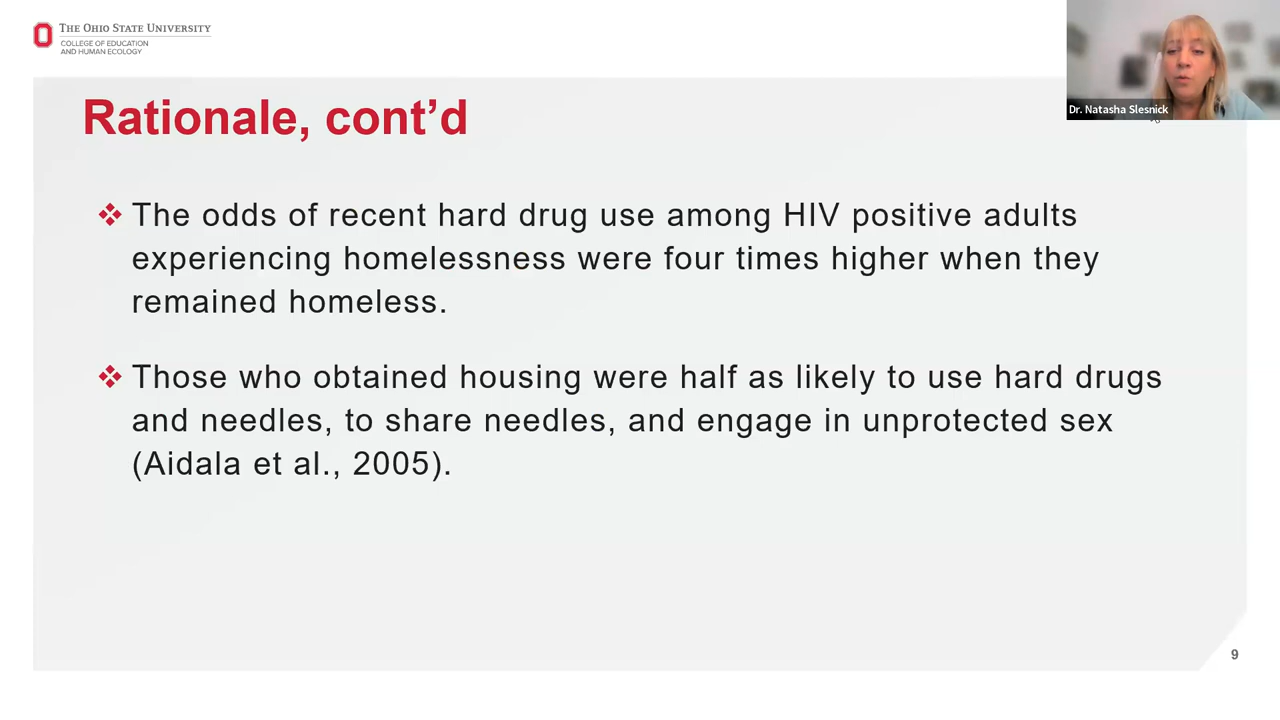 THE OHIO STATE UNIVERSITY
COLLEGE OF EDUCATION
AND HUMAN ECOLOGY
Dr. Natasha Slesnick
Rationale, cont’d
❖ The odds of recent hard drug use among HIV positive adults
experiencing homelessness were four times higher when they
remained homeless.
❖ Those who obtained housing were half as likely to use hard drugs
and needles, to share needles, and engage in unprotected sex
(Aidala et al., 2005).
9